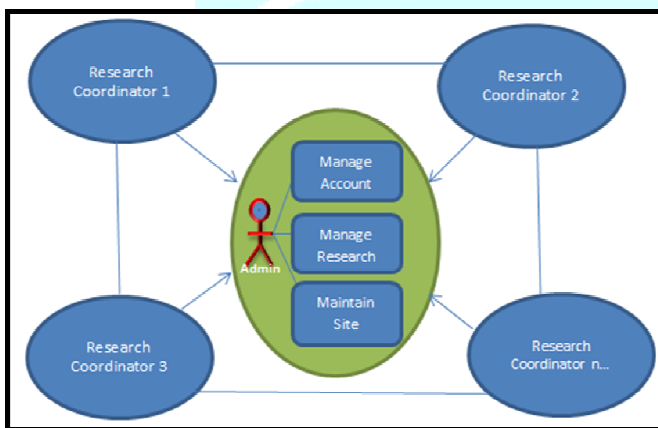 Research
Coordinator 1
Research
Coordinator 2
Manage
Account
Manage
Research
Admin
Maintain
Site
Research
Coordinator 3
Research
Coordinator n...